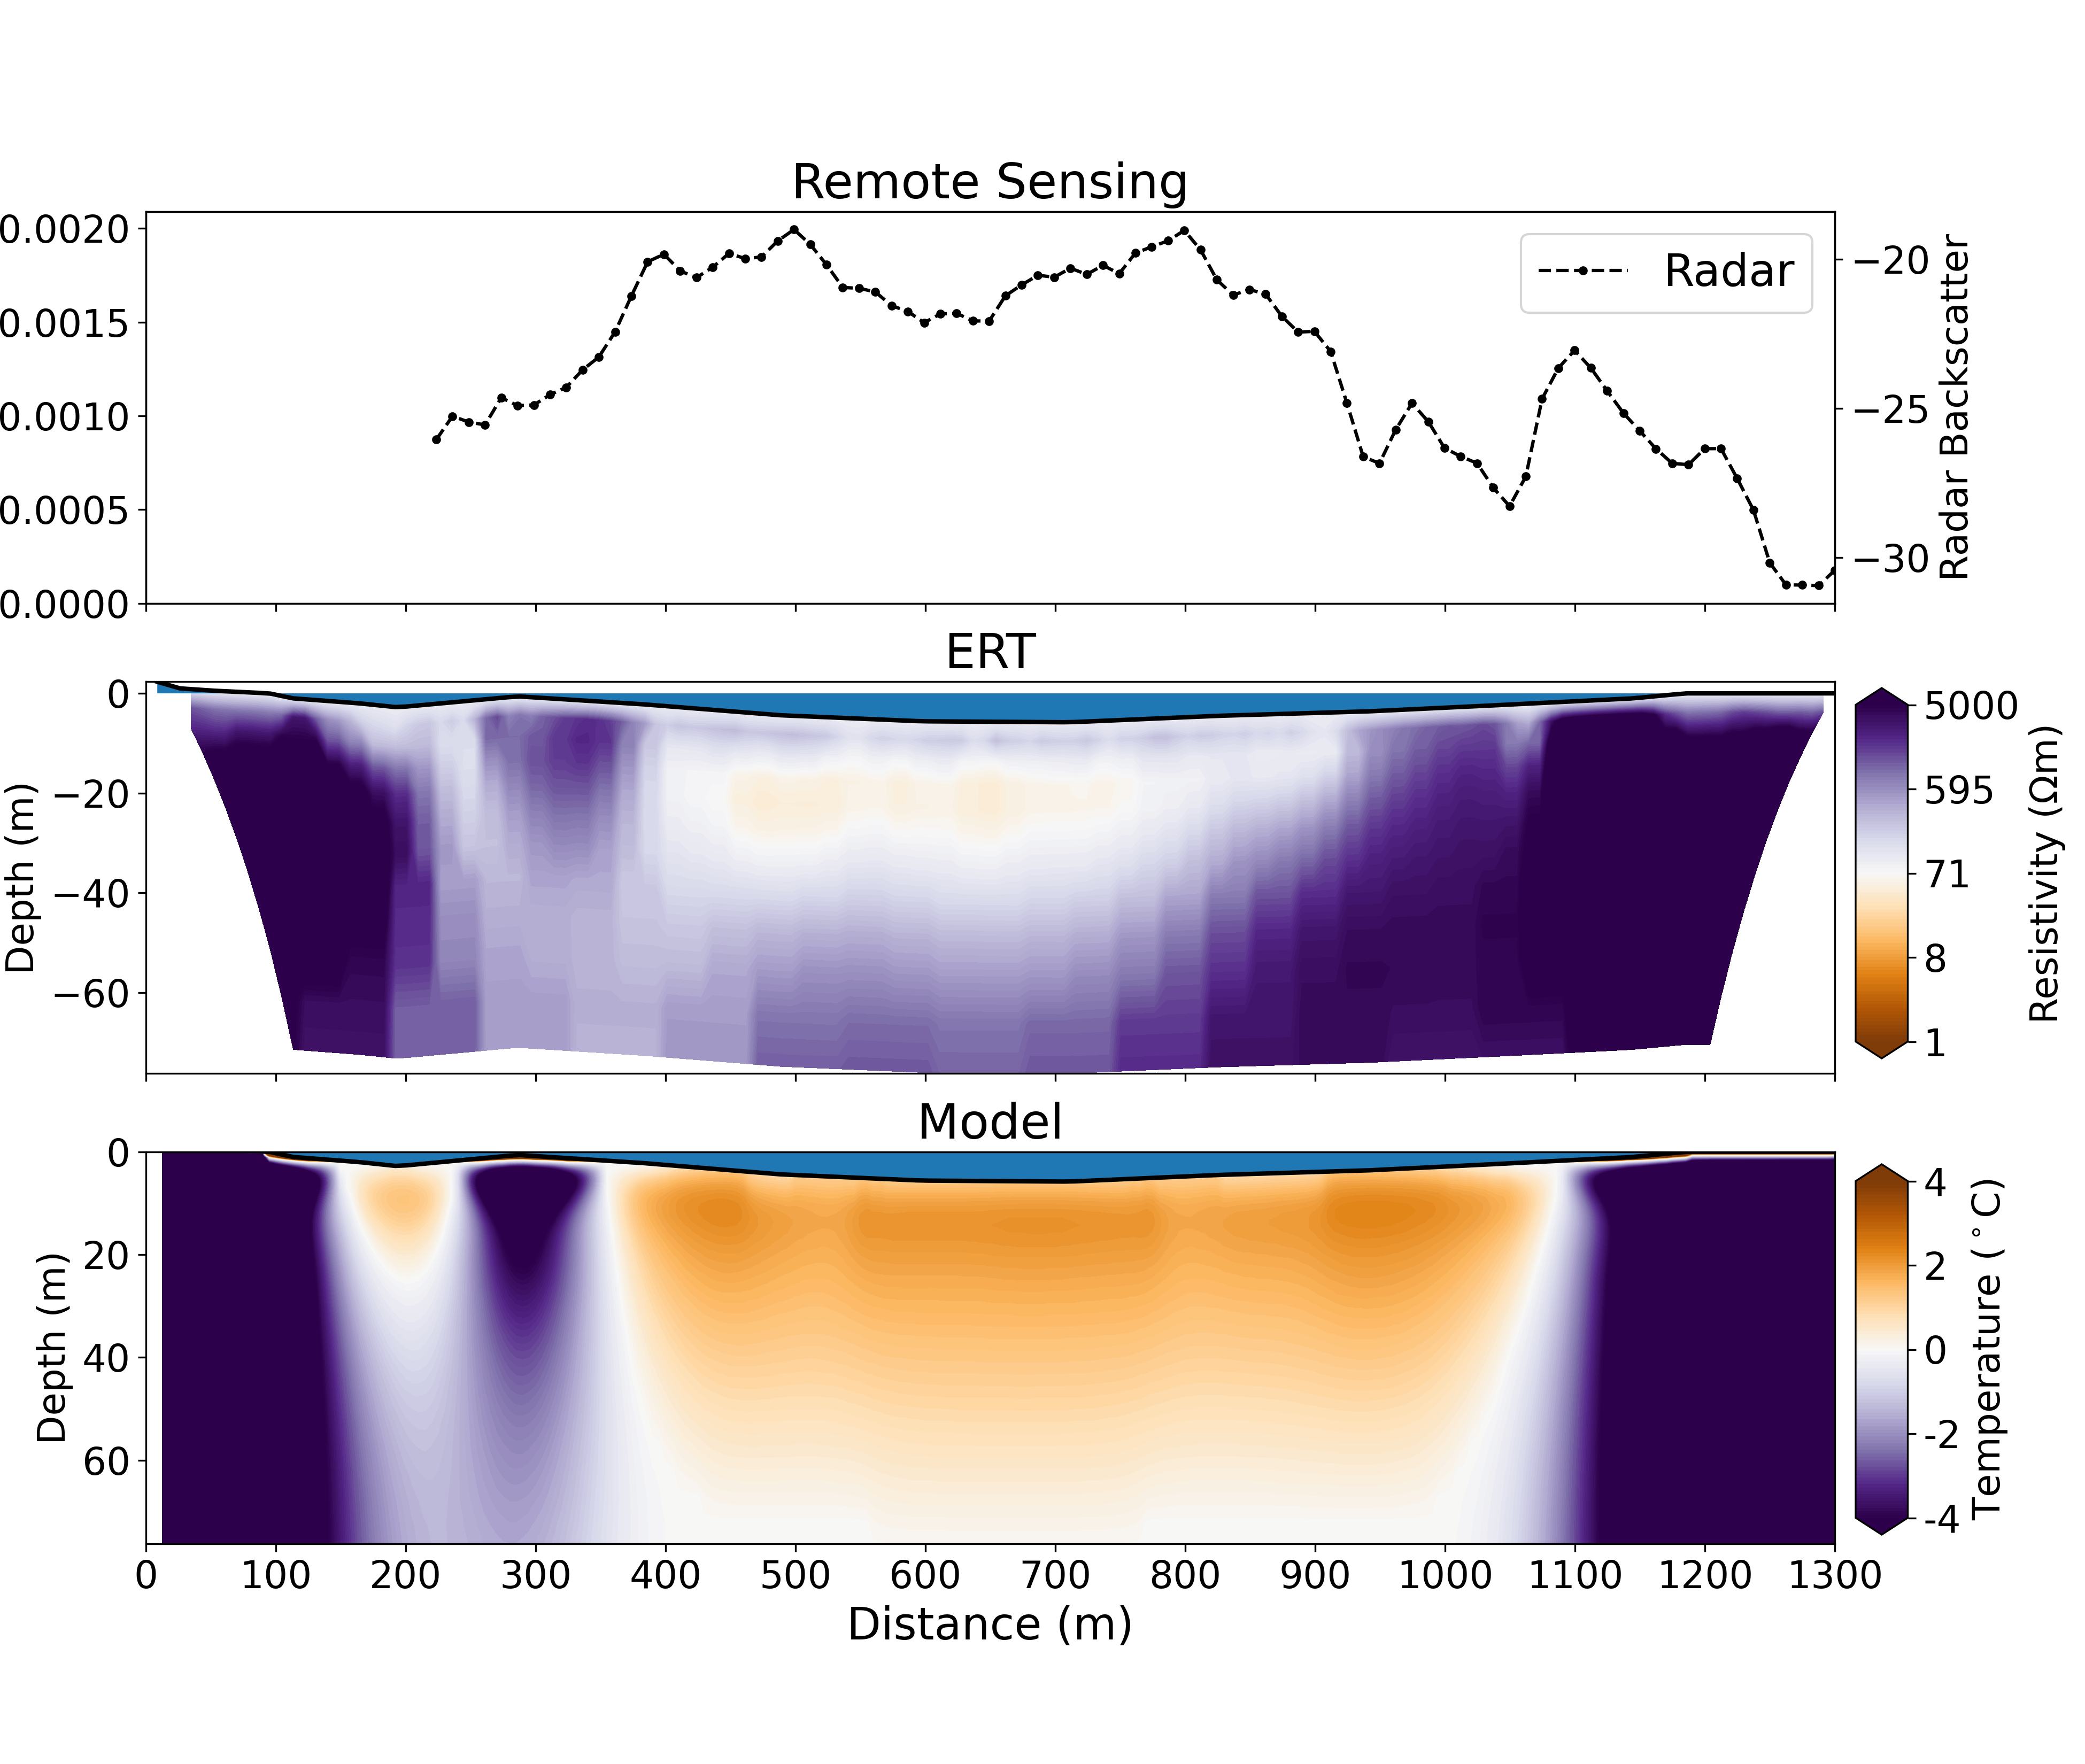 Remote Sensing
0.0020
0.0015
0.0010
0.0005
0.0000
Radar
−20
−25
−30
Radar Backscatter
ERT
0
−20
−40
−60
Depth (m)
5000
595
71
8
1
Resistivity (Ωm)
Model
0
20
40
60
Depth (m)
4
2
0
-2
-4
Temperature (°C)
0 100 200 300 400 500 600 700 800 900 1000 1100 1200 1300
Distance (m)